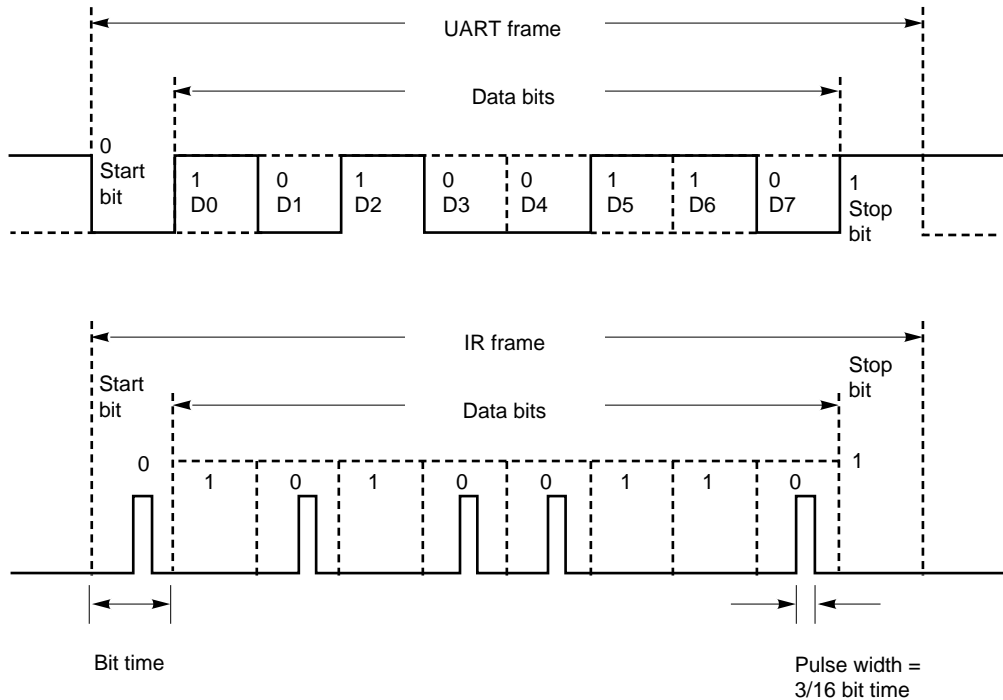 UART frame
Data bits
0
Start
bit
1
D0
0
D1
1
D2
0
D3
0
D4
1
D5
1
D6
0
D7
1
Stop
bit
IR frame
Start
bit
Stop
bit
Data bits
0
1
0
1
0
0
1
1
0
1
Bit time
Pulse width =
3/16 bit time